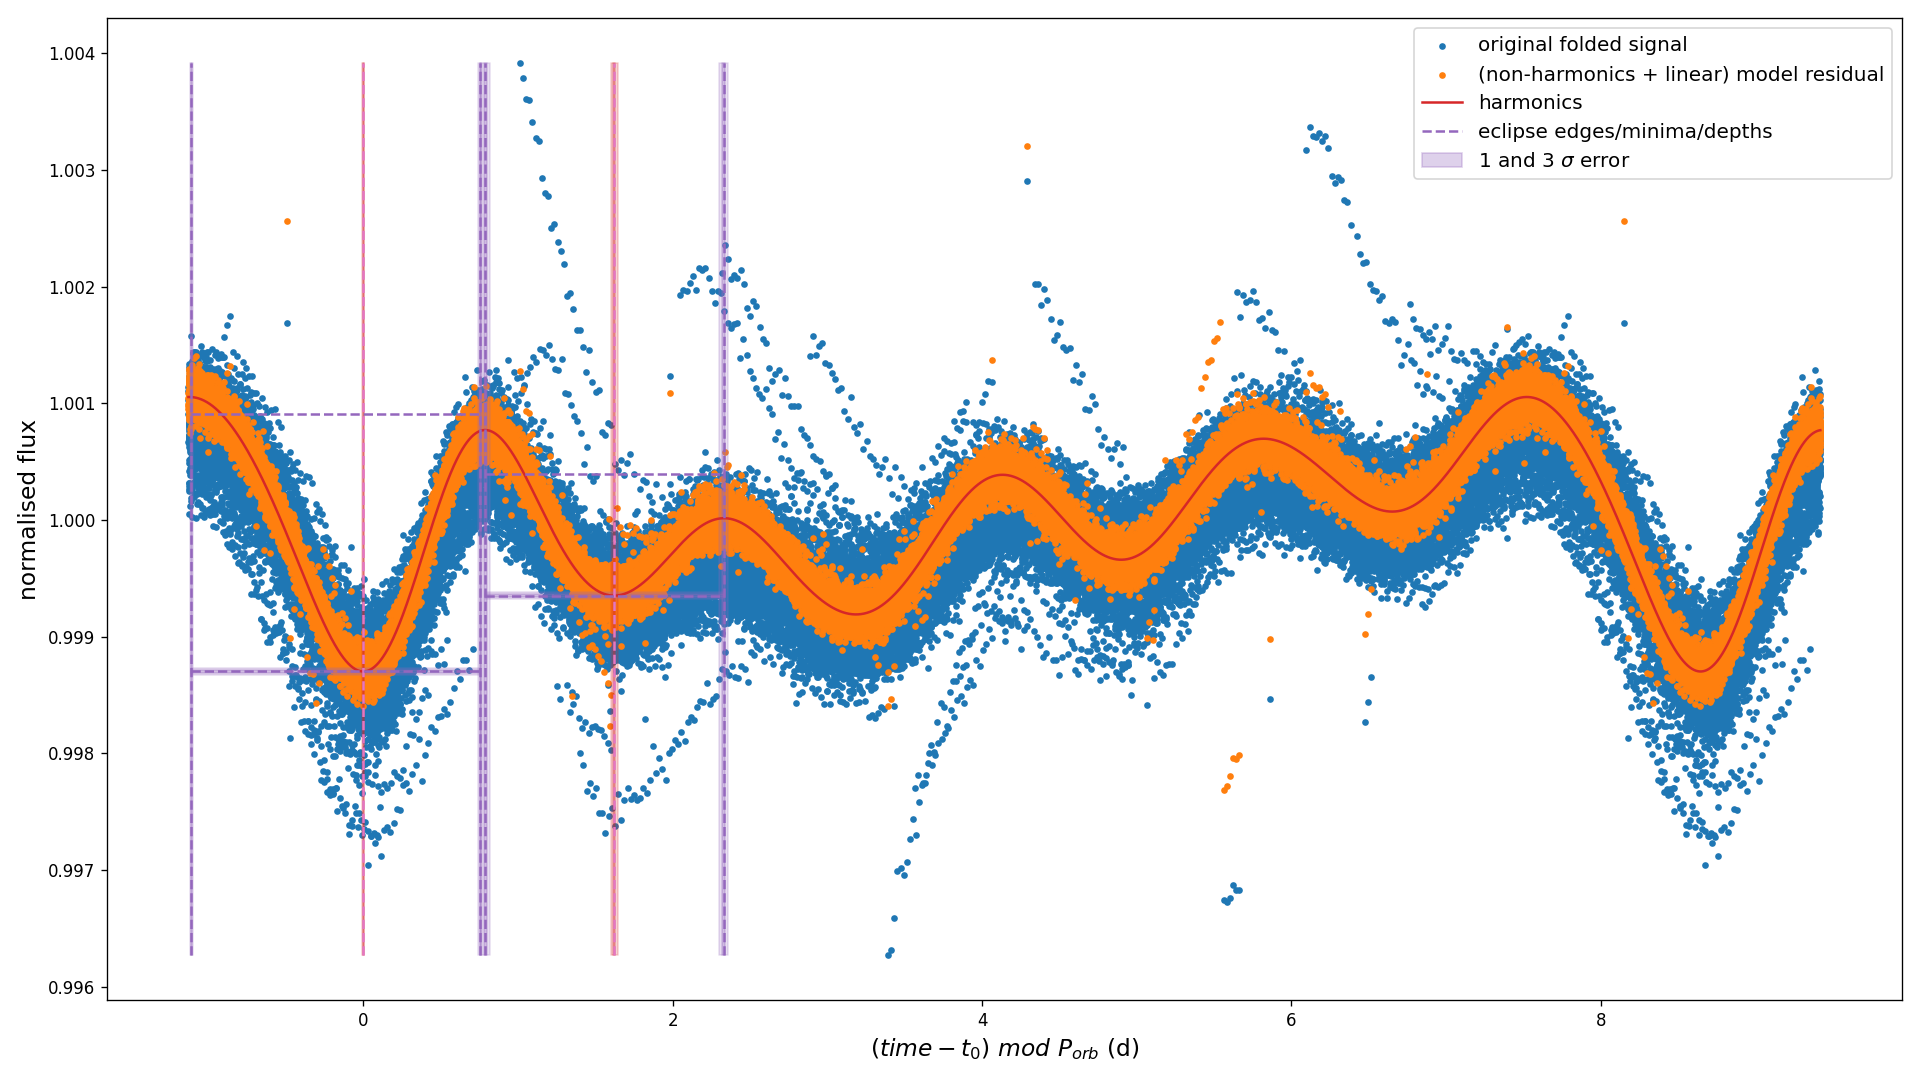 original folded signal
(non-harmonics + linear) model residual
harmonics
eclipse edges/minima/depths
1 and 3 σ error
normalised flux
1.004
1.003
1.002
1.001
1.000
0.999
0.998
0.997
0.996
0
2
4
6
8
(time − t₀) mod P_orb (d)